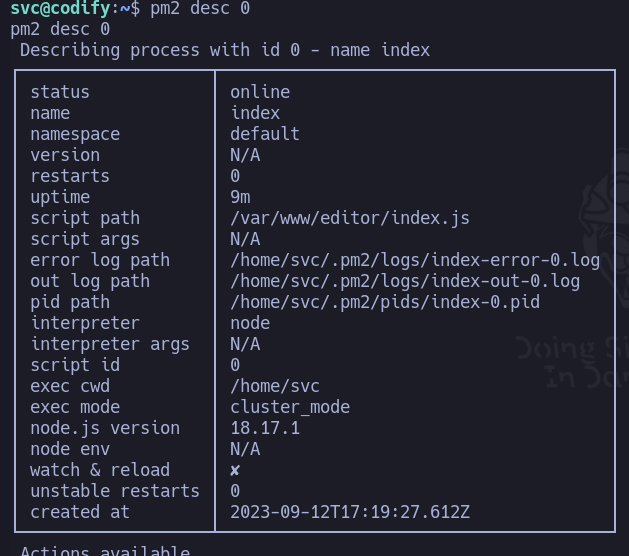 svc@codify:~$ pm2 desc 0
pm2 desc 0
Describing process with id 0 - name index
status online
name index
namespace default
version N/A
restarts 0
uptime 9m
script path /var/www/editor/index.js
script args N/A
error log path /home/svc/.pm2/logs/index-error-0.log
out log path /home/svc/.pm2/logs/index-out-0.log
pid path /home/svc/.pm2/pids/index-0.pid
interpreter node
interpreter args N/A
script id 0
exec cwd /home/svc
exec mode cluster_mode
node.js version 18.17.1
node env N/A
watch & reload ✘
unstable restarts 0
created at 2023-09-12T17:19:27.612Z
Actions available
Doing
In